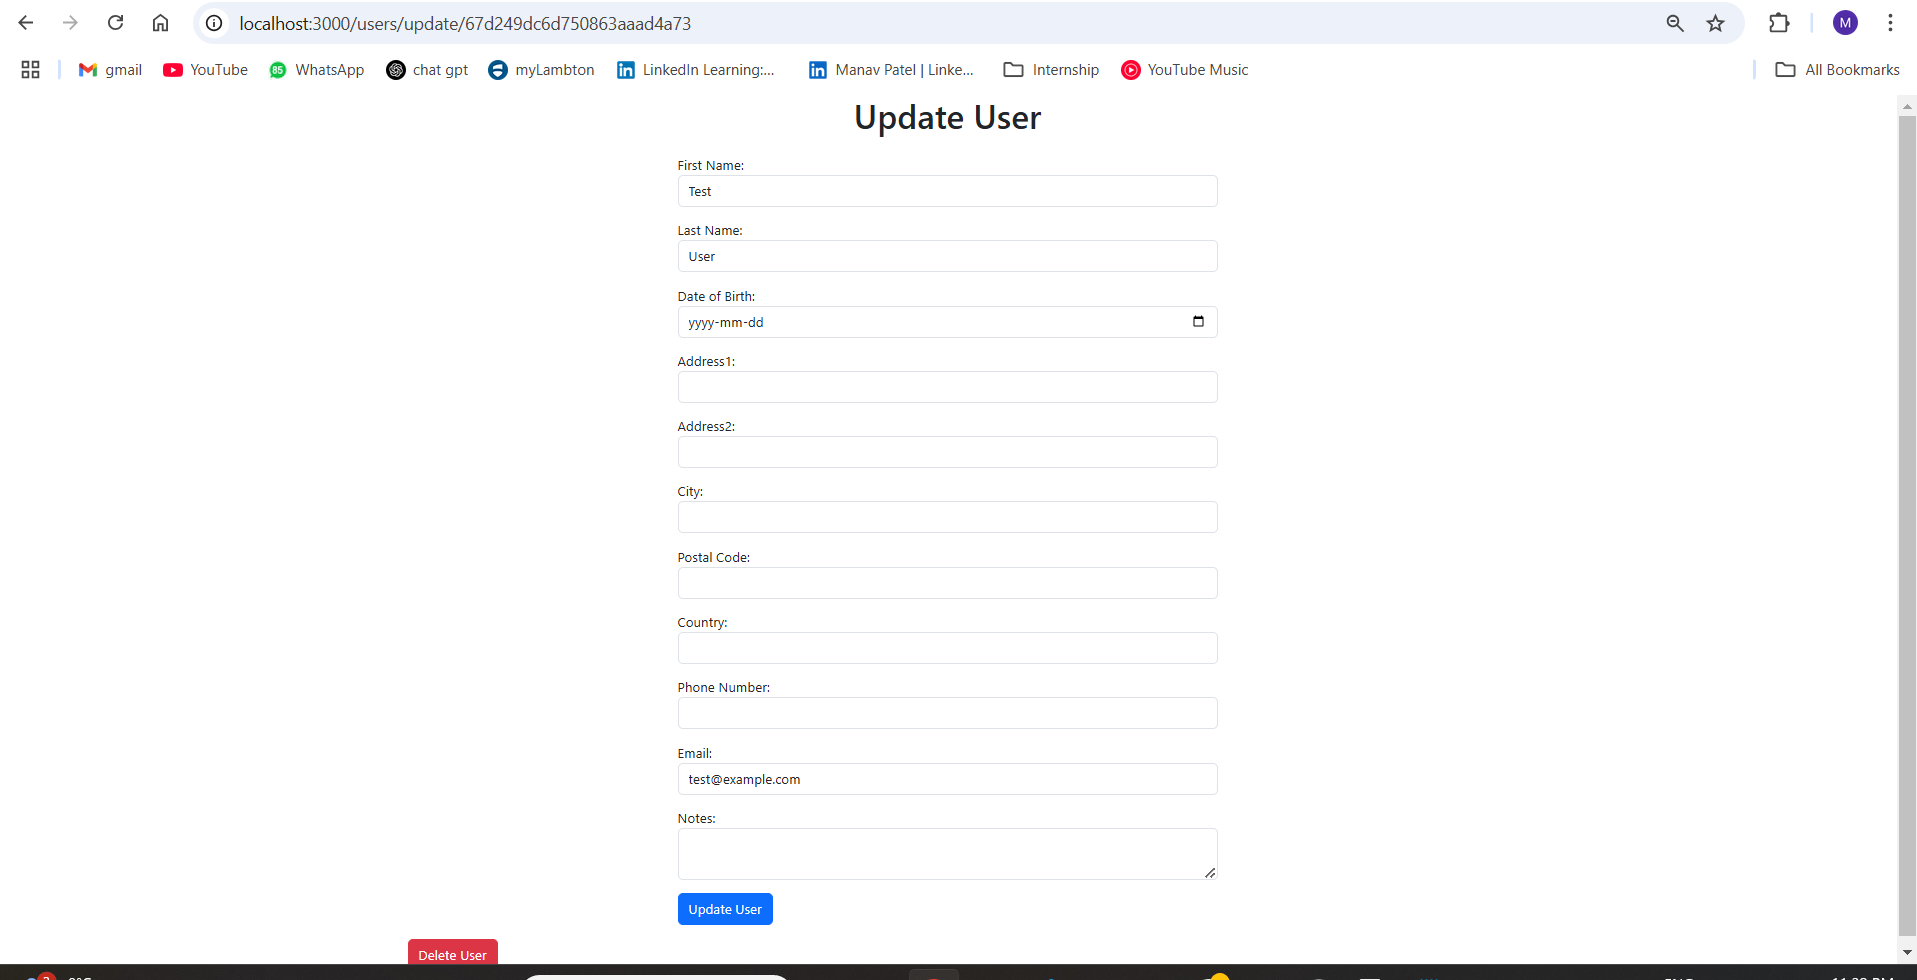 localhost:3000/users/update/67d249dc6d750863aaad4a73
M
gmail YouTube 85 WhatsApp chat gpt myLambton LinkedIn Learning:... Manav Patel | Linke... Internship YouTube Music All Bookmarks
Update User
First Name:
Test
Last Name:
User
Date of Birth:
yyyy-mm-dd
Address1:
Address2:
City:
Postal Code:
Country:
Phone Number:
Email:
test@example.com
Notes:
Update User
Delete User